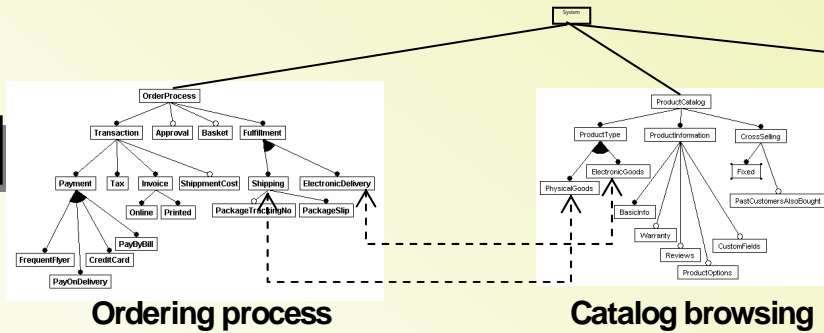 System
OrderProcess
Transaction Approval Basket Fulfillment
Payment Tax Invoice ShippmentCost Shipping ElectronicDelivery
Online Printed PackageTrackingNo PackageSlip
PayByBill
FrequentFlyer CreditCard
PayOnDelivery
Ordering process
ProductCatalog
ProductType ProductInformation CrossSelling
ElectronicGoods Fixed
PhysicalGoods
PastCustomersAlsoBought
BasicInfo
Warranty
CustomFields
Reviews
ProductOptions
Catalog browsing